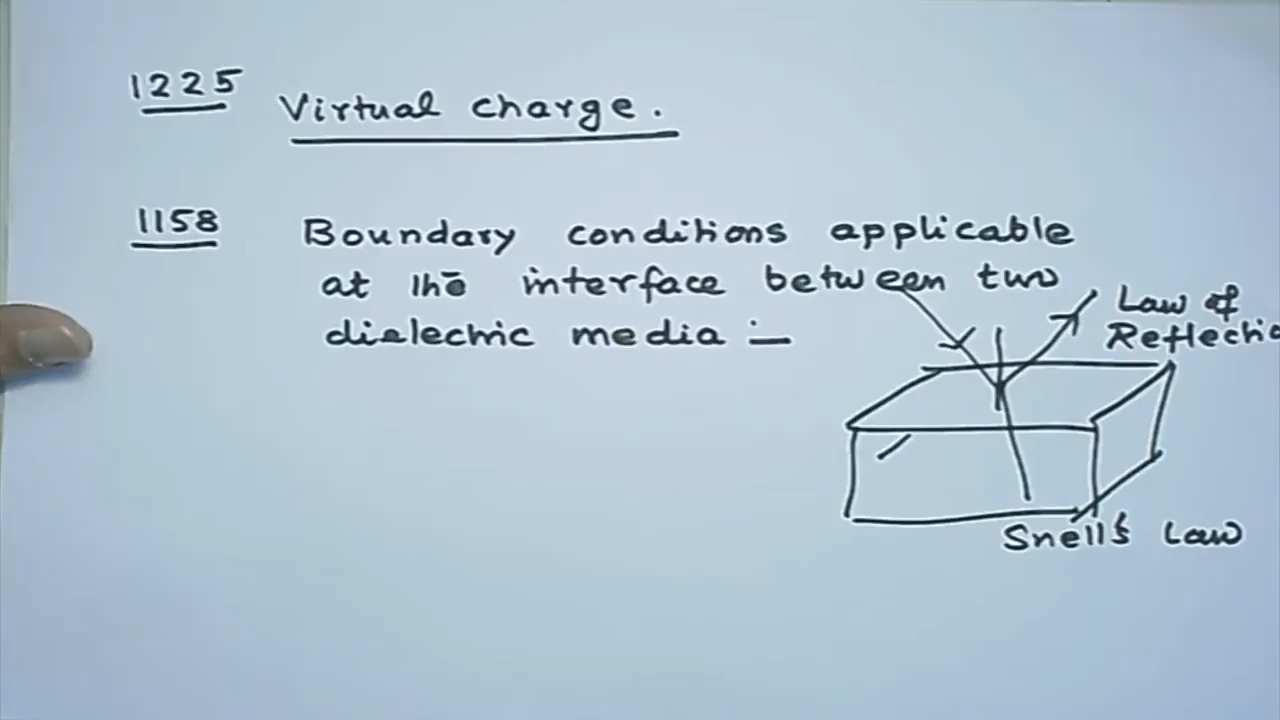 1225 Virtual charge.
1158 Boundary conditions applicable
at the interface between two
dielectric media :-
Law of
Reflectio
Snell's Law